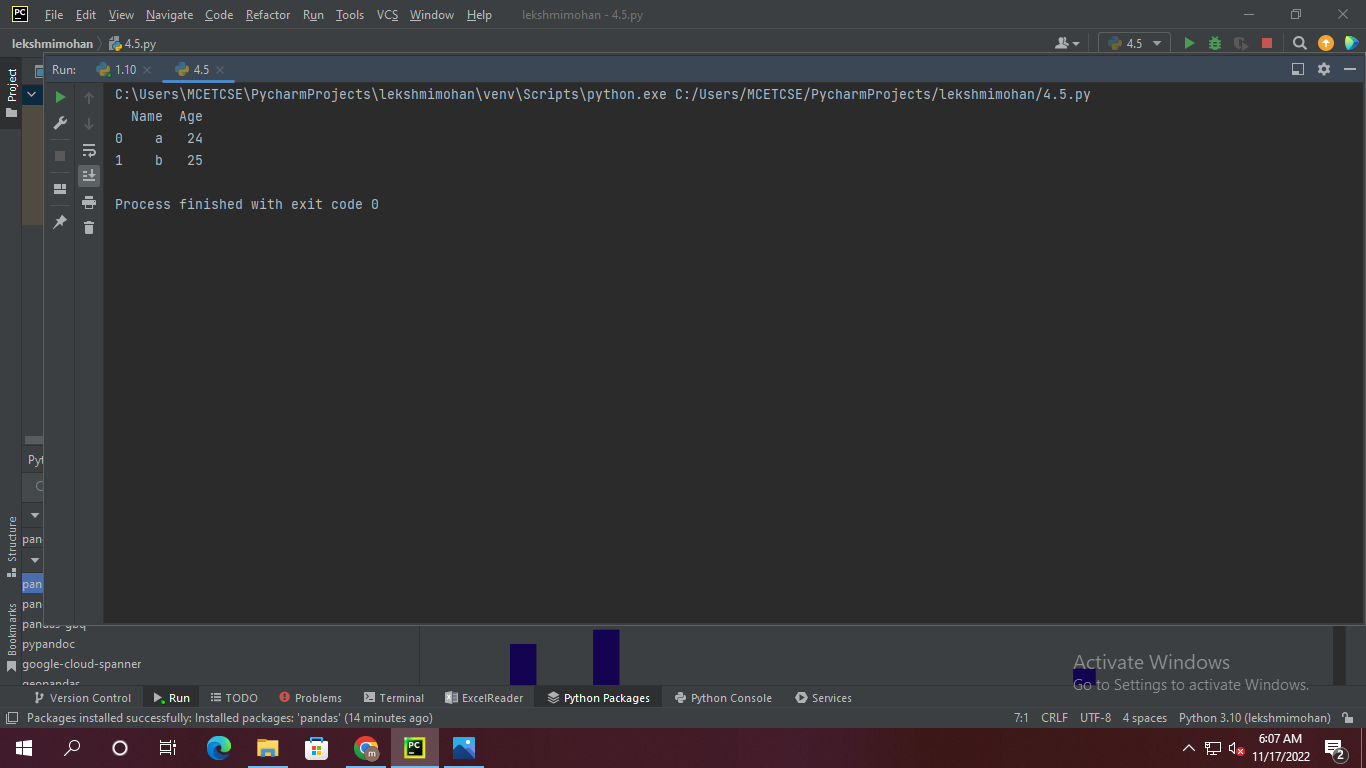 PC File Edit View Navigate Code Refactor Run Tools VCS Window Help lekshmimohan - 4.5.py
lekshmimohan 4.5.py 4.5
Project
Run: 1.10 4.5
C:\Users\MCETCSE\PycharmProjects\lekshmimohan\venv\Scripts\python.exe C:/Users/MCETCSE/PycharmProjects/lekshmimohan/4.5.py
Name Age
0 a 24
1 b 25
Process finished with exit code 0
Pyt
Structure
pan
pan
pan
Bookmarks
pandas-gbq
pypandoc
google-cloud-spanner
geopandas
Activate Windows
Go to Settings to activate Windows.
Version Control Run TODO Problems Terminal ExcelReader Python Packages Python Console Services
Packages installed successfully: Installed packages: 'pandas' (14 minutes ago) 7:1 CRLF UTF-8 4 spaces Python 3.10 (lekshmimohan)
m PC 6:07 AM
11/17/2022 2